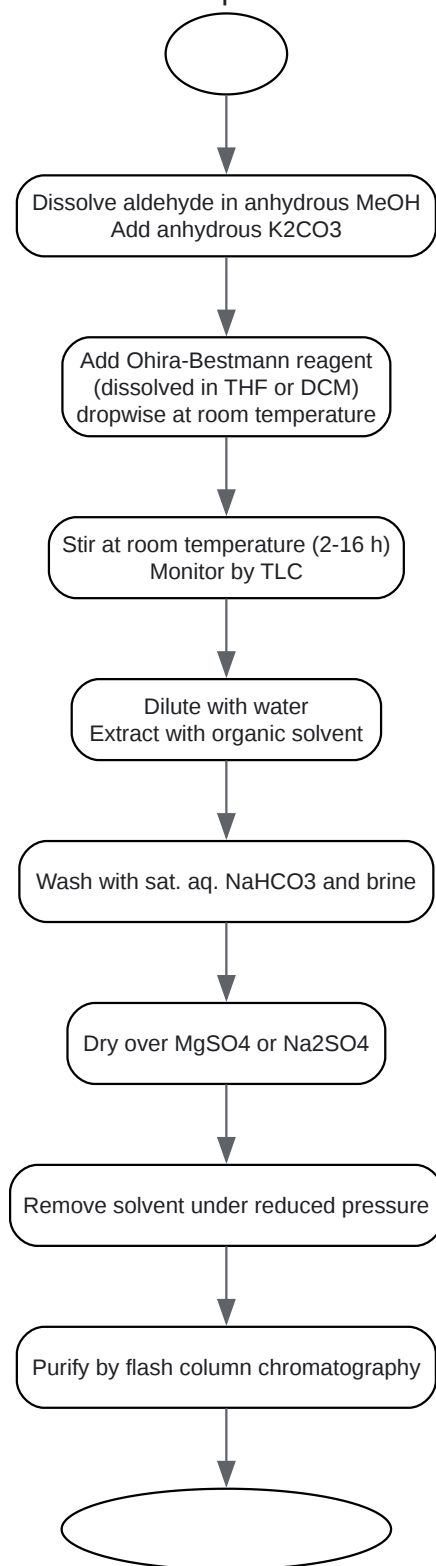 Dissolve aldehyde in anhydrous MeOH
Add anhydrous K2CO3
Add Ohira-Bestmann reagent
(dissolved in THF or DCM)
dropwise at room temperature
Stir at room temperature (2-16 h)
Monitor by TLC
Dilute with water
Extract with organic solvent
Wash with sat. aq. NaHCO3 and brine
Dry over MgSO4 or Na2SO4
Remove solvent under reduced pressure
Purify by flash column chromatography